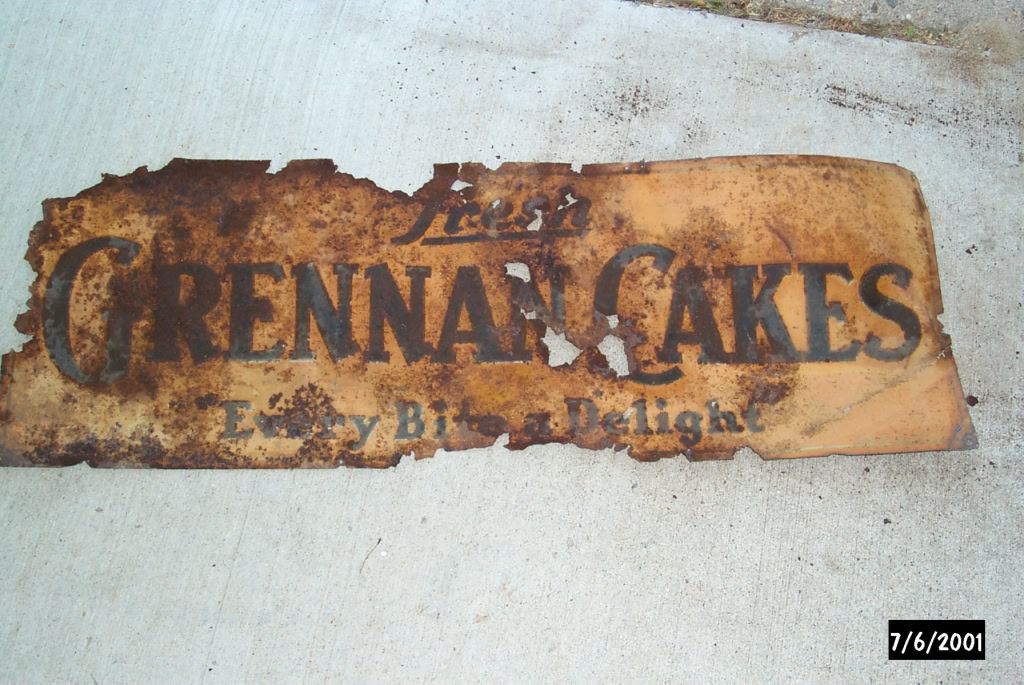 Fresh
GRENNAN CAKES
"Every Bite a Delight"
7/6/2001